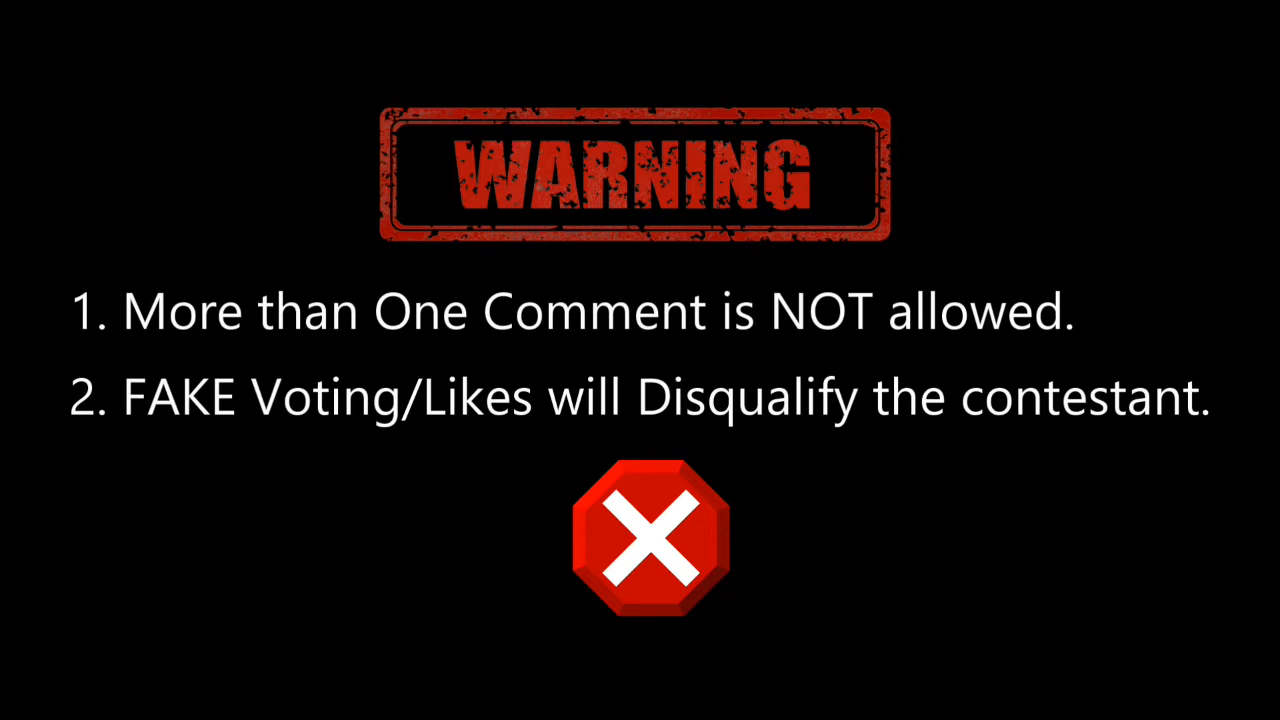 WARNING
1. More than One Comment is NOT allowed.
2. FAKE Voting/Likes will Disqualify the contestant.